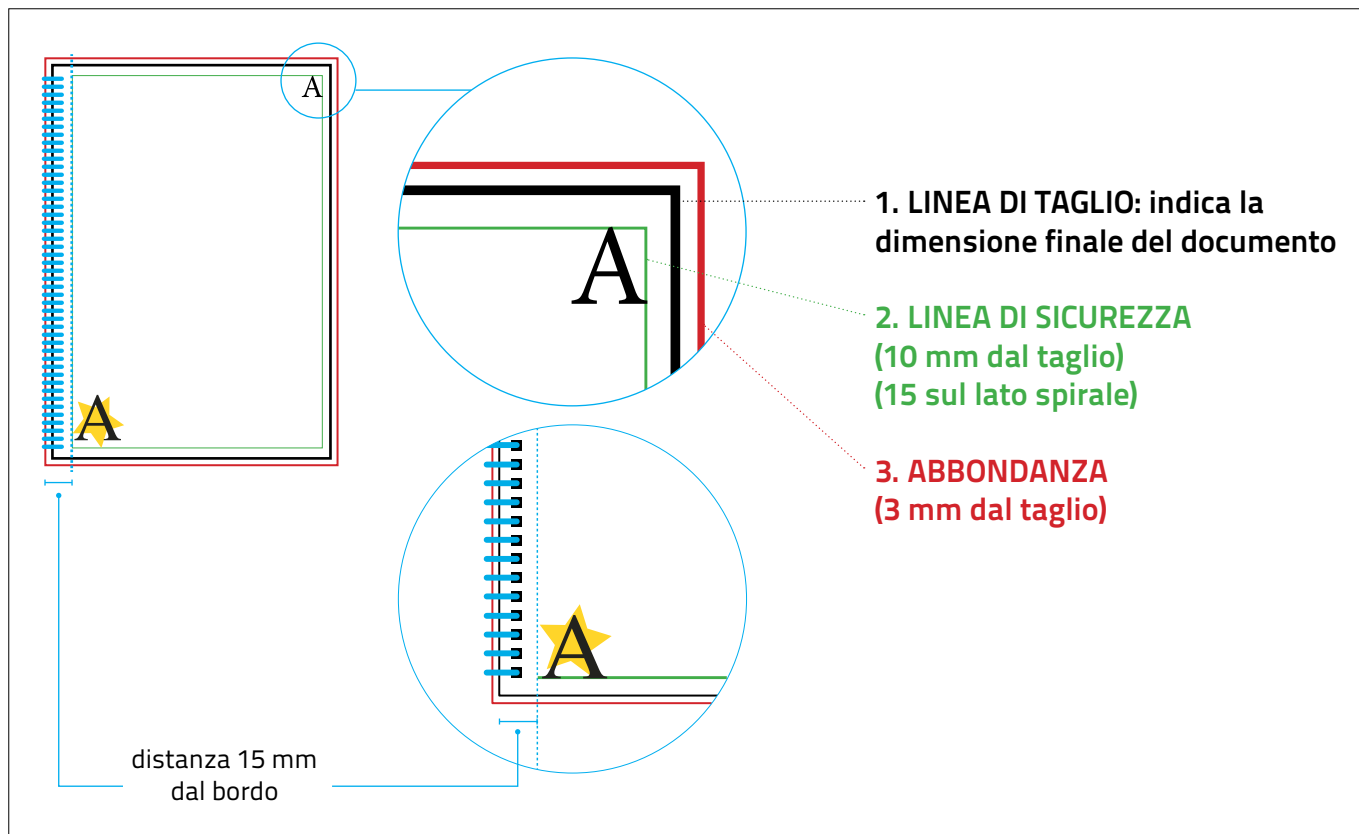 A
A
A
A
1. LINEA DI TAGLIO: indica la
dimensione finale del documento
2. LINEA DI SICUREZZA
(10 mm dal taglio)
(15 sul lato spirale)
3. ABBONDANZA
(3 mm dal taglio)
distanza 15 mm
dal bordo